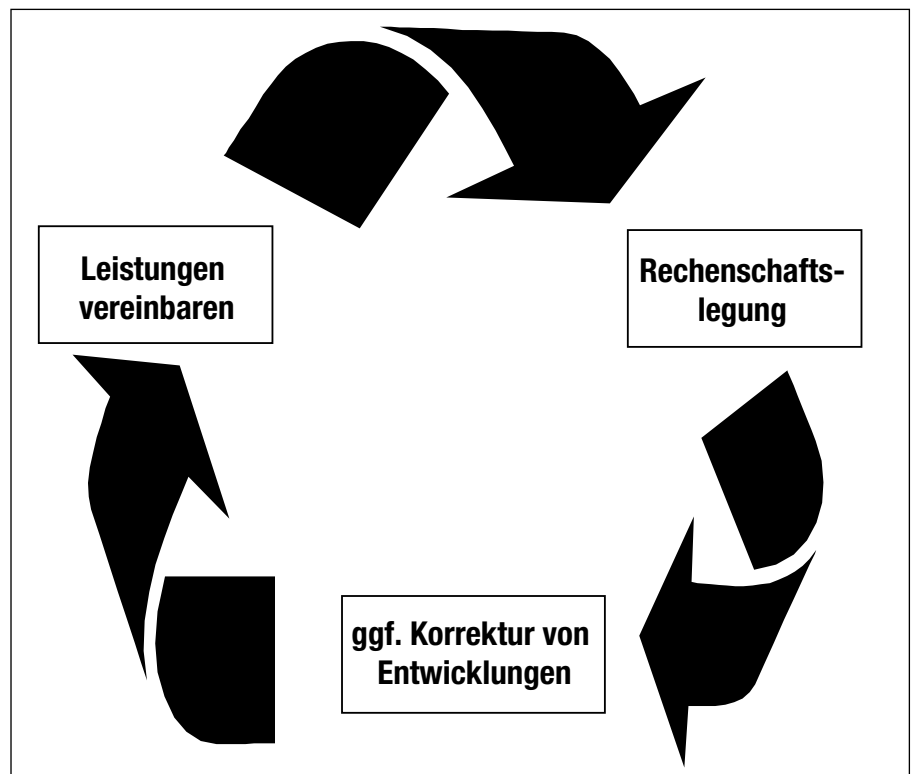 Leistungen
vereinbaren
Rechenschafts-
legung
ggf. Korrektur von
Entwicklungen